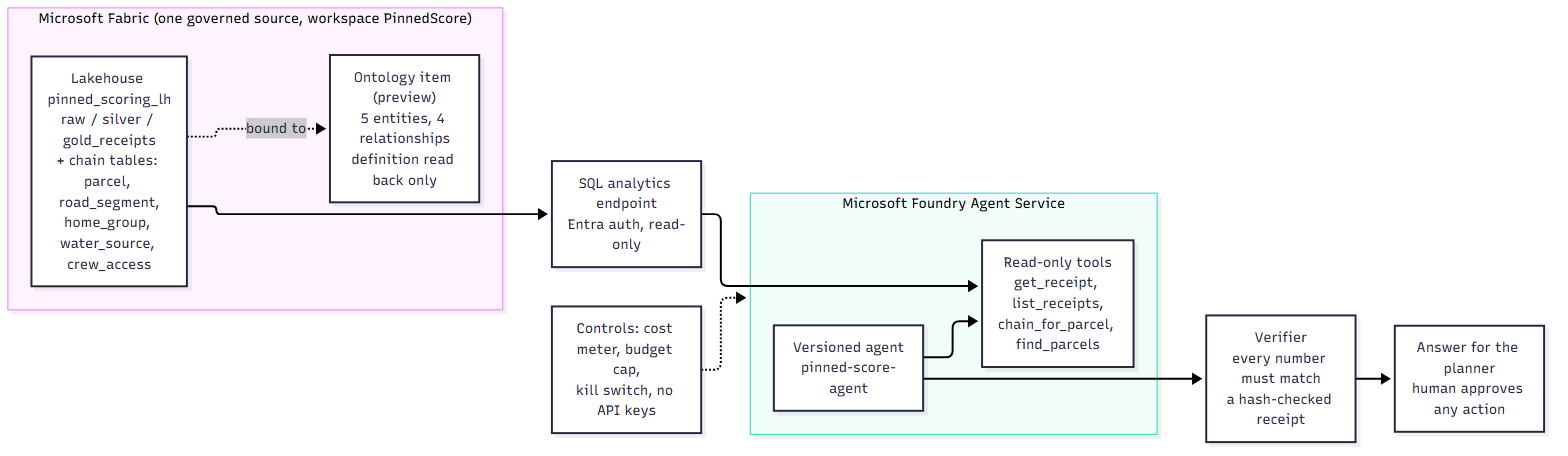 Microsoft Fabric (one governed source, workspace PinnedScore)
Lakehouse
pinned_scoring_lh
raw / silver /
gold_receipts
+ chain tables:
parcel,
road_segment,
home_group,
water_source,
crew_access
bound to
Ontology item
(preview)
5 entities, 4
relationships
definition read
back only
SQL analytics
endpoint
Entra auth, read-
only
Controls: cost
meter, budget
cap,
kill switch, no
API keys
Microsoft Foundry Agent Service
Read-only tools
get_receipt,
list_receipts,
chain_for_parcel,
find_parcels
Versioned agent
pinned-score-
agent
Verifier
every number
must match
a hash-checked
receipt
Answer for the
planner
human approves
any action